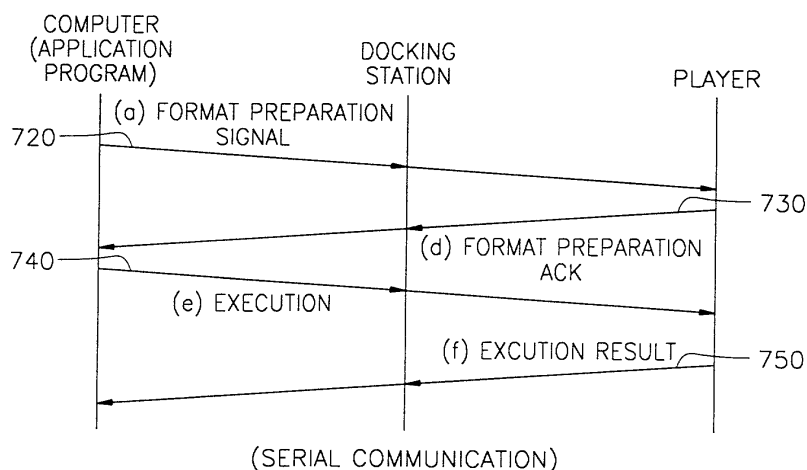 COMPUTER
(APPLICATION
PROGRAM)
DOCKING
STATION
PLAYER
(a) FORMAT PREPARATION
SIGNAL
720
730
(d) FORMAT PREPARATION
ACK
740
(e) EXECUTION
(f) EXCUTION RESULT
750
(SERIAL COMMUNICATION)